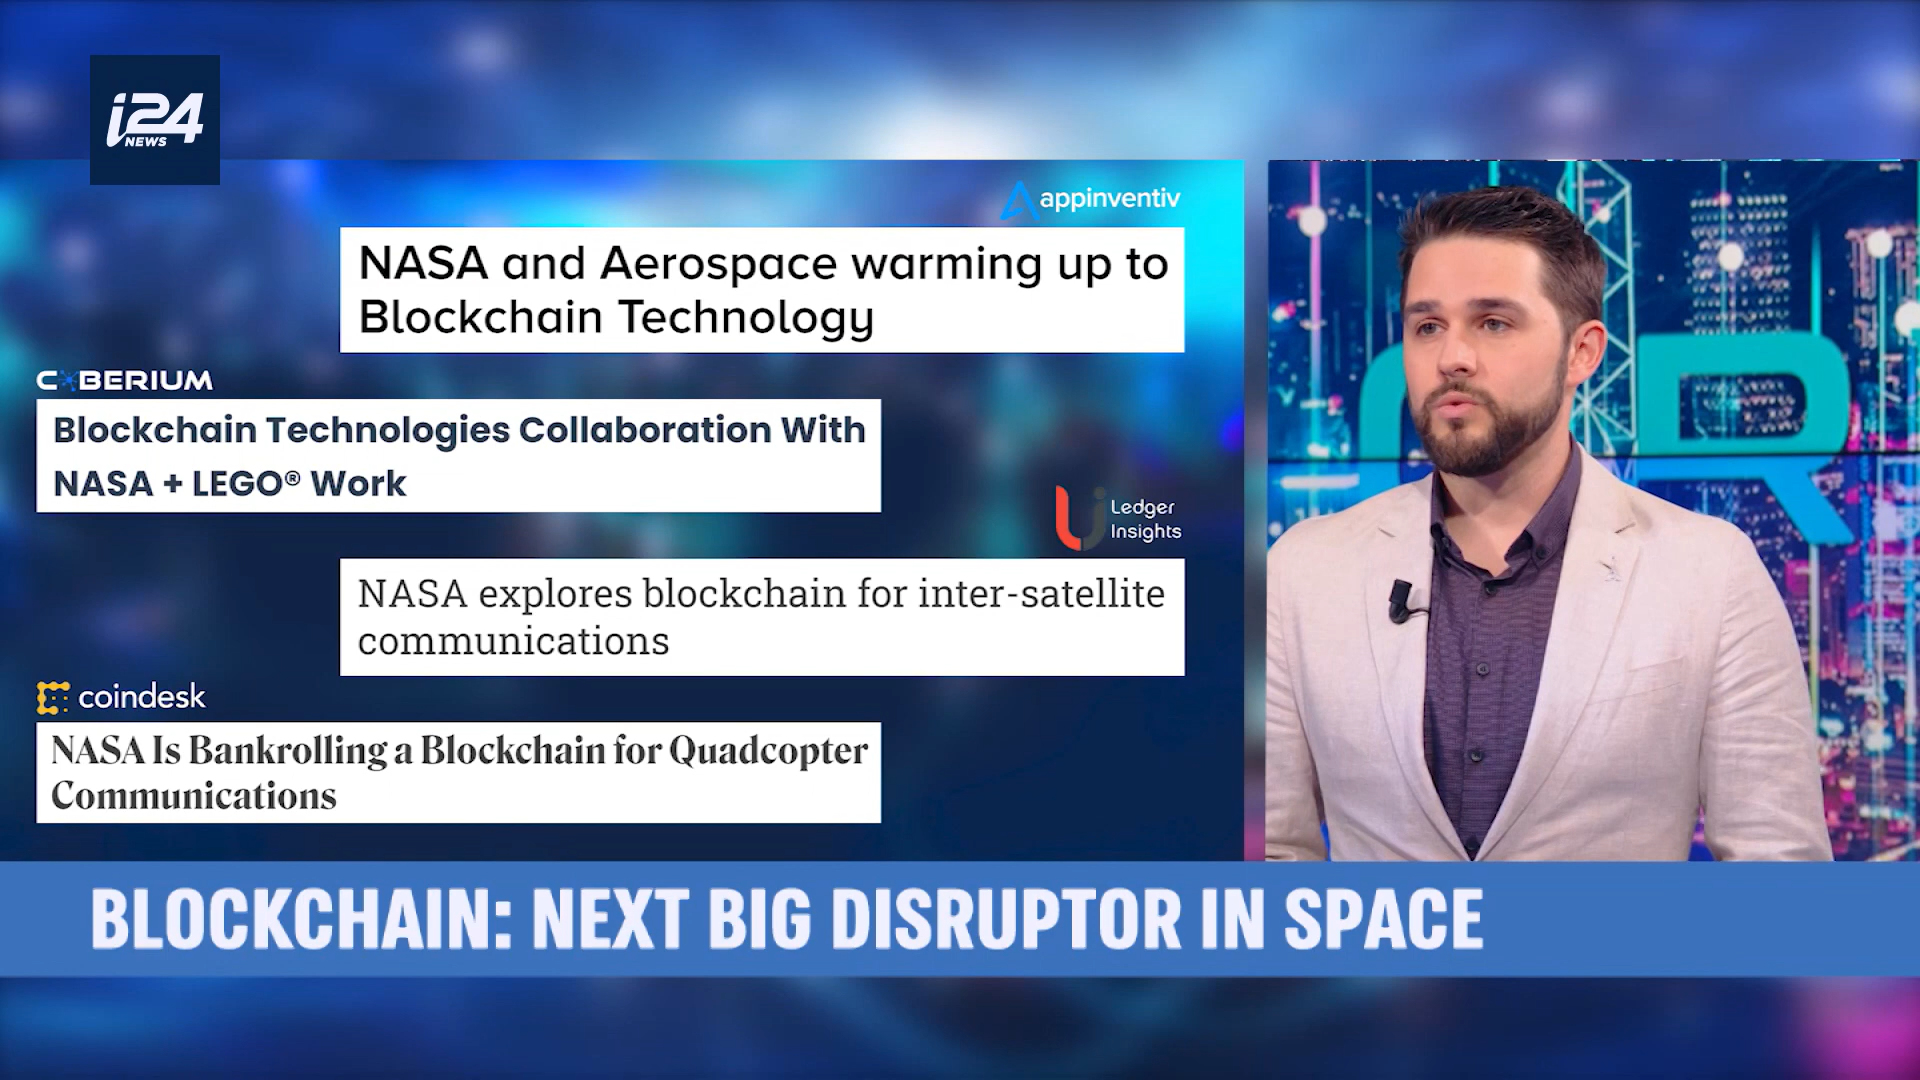 i24
NEWS
appinventiv
NASA and Aerospace warming up to
Blockchain Technology
C BERIUM
Blockchain Technologies Collaboration With
NASA + LEGO® Work
Ledger
Insights
NASA explores blockchain for inter-satellite
communications
coindesk
NASA Is Bankrolling a Blockchain for Quadcopter
Communications
R
BLOCKCHAIN: NEXT BIG DISRUPTOR IN SPACE